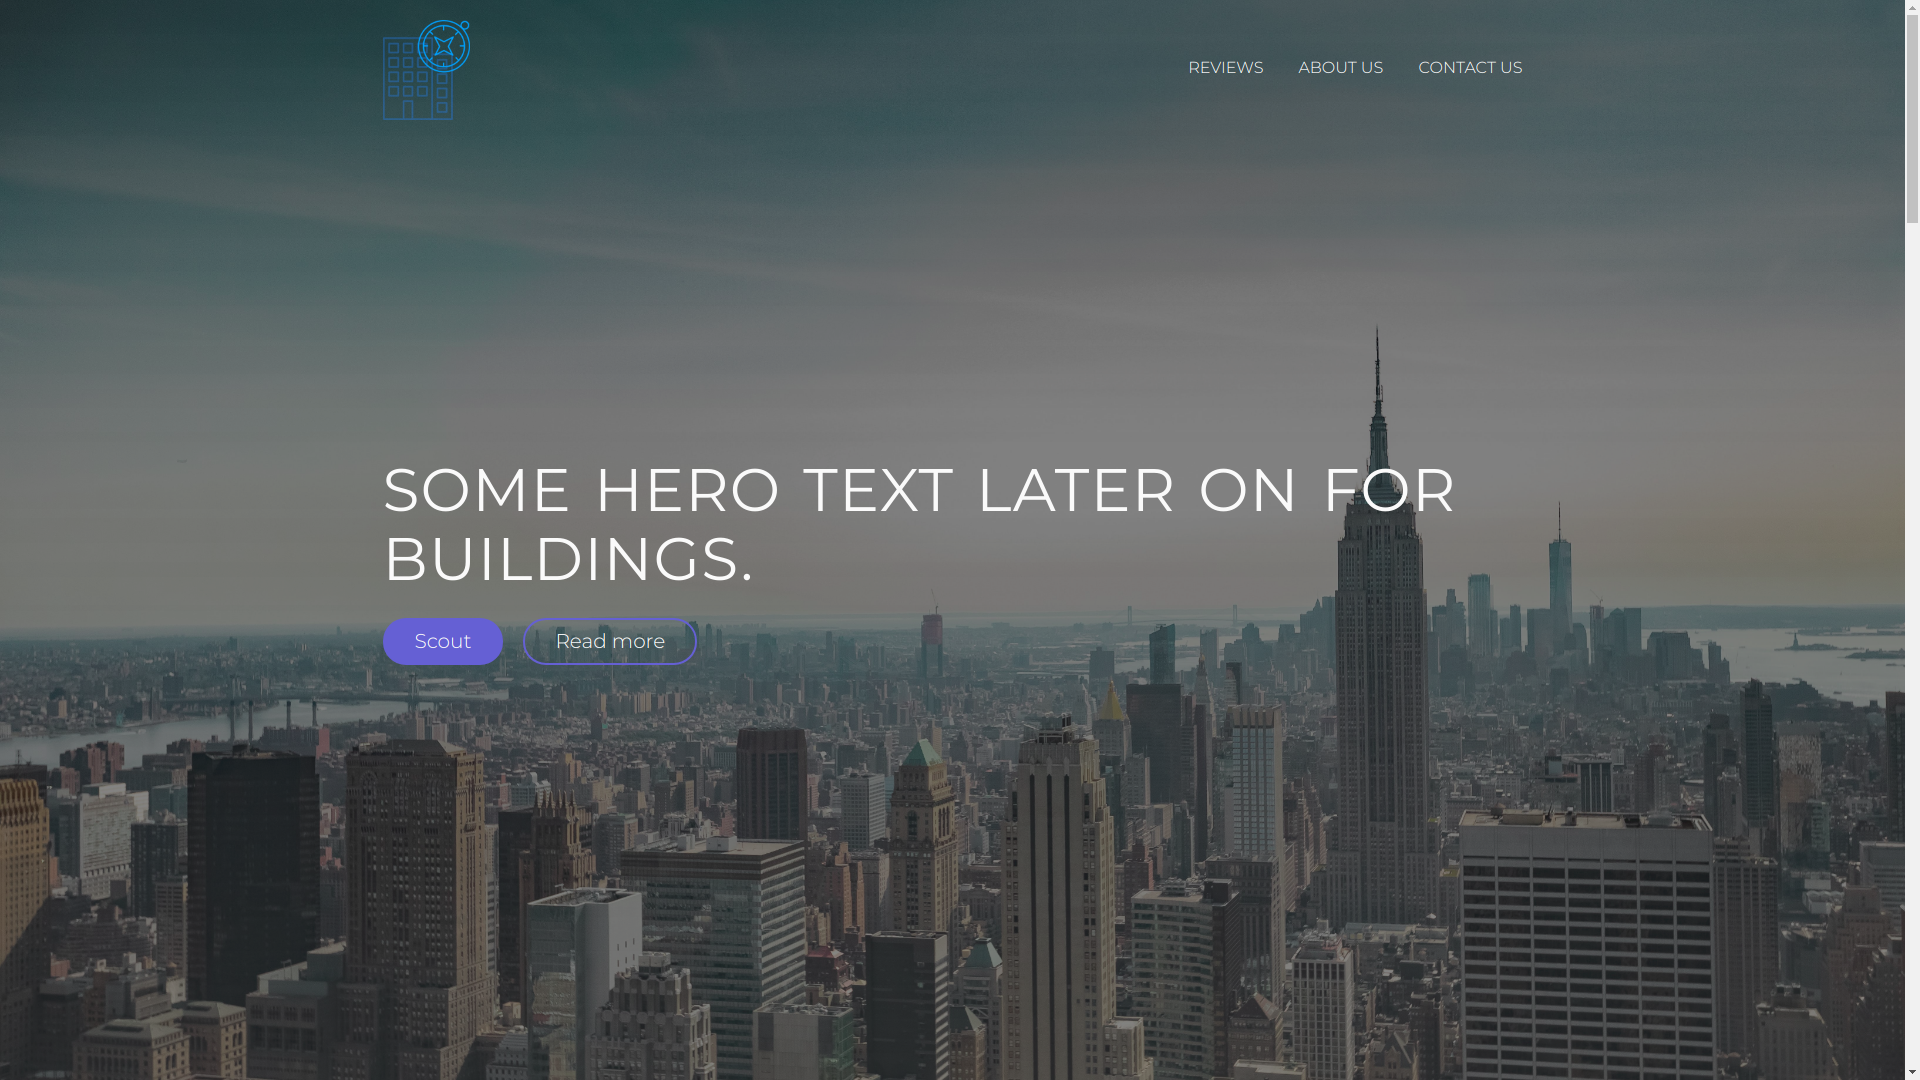 REVIEWS ABOUT US CONTACT US
SOME HERO TEXT LATER ON FOR
BUILDINGS.
Scout Read more